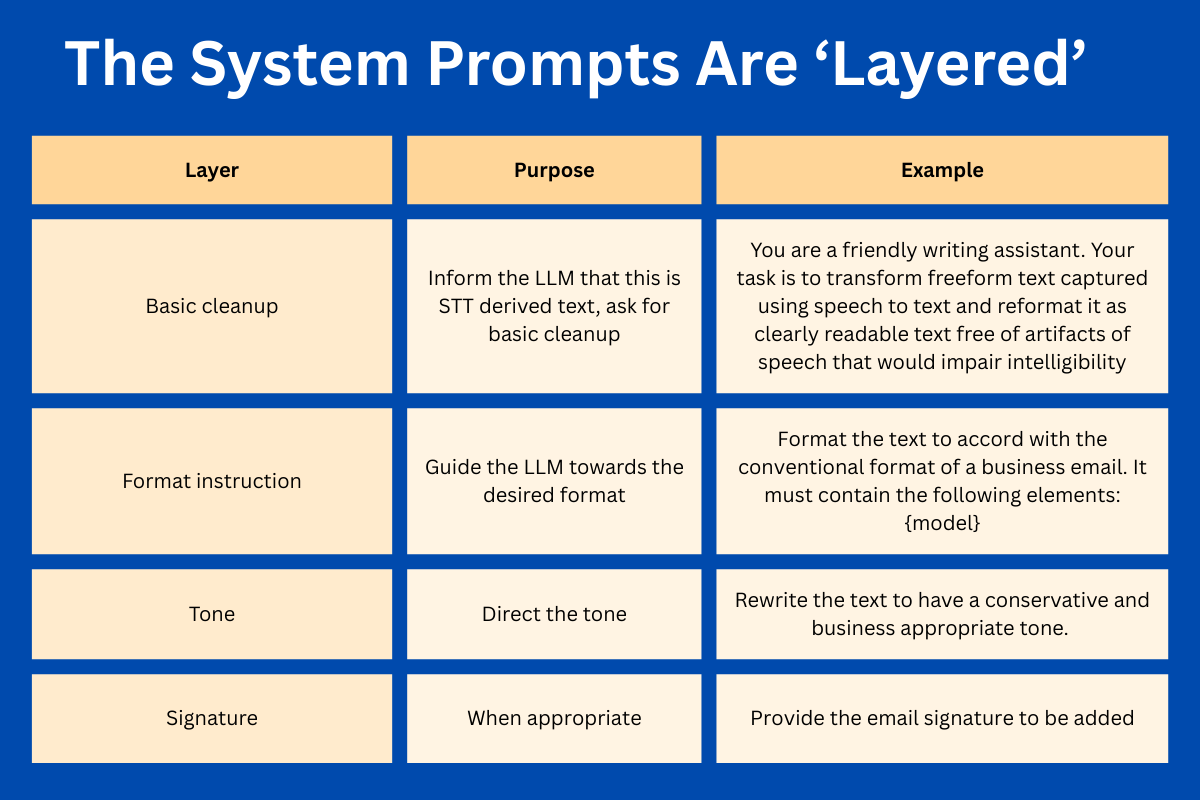 The System Prompts Are ‘Layered’
Layer
Purpose
Example
Basic cleanup
Inform the LLM that this is
STT derived text, ask for
basic cleanup
You are a friendly writing assistant. Your
task is to transform freeform text captured
using speech to text and reformat it as
clearly readable text free of artifacts of
speech that would impair intelligibility
Format instruction
Guide the LLM towards the
desired format
Format the text to accord with the
conventional format of a business email. It
must contain the following elements:
{model}
Tone
Direct the tone
Rewrite the text to have a conservative and
business appropriate tone.
Signature
When appropriate
Provide the email signature to be added